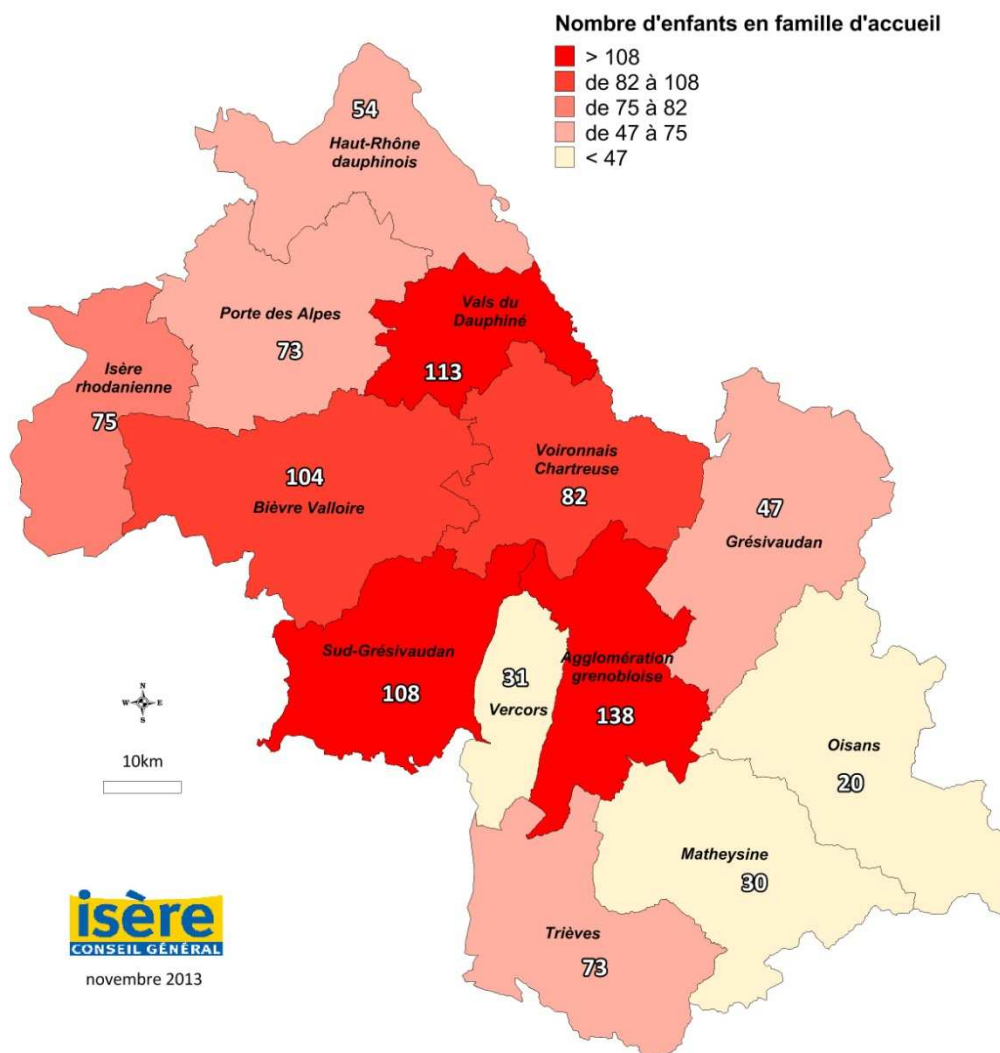 Nombre d'enfants en famille d'accueil
> 108
de 82 à 108
de 75 à 82
de 47 à 75
< 47
54
Haut-Rhône
dauphinois
Vals du
Dauphiné
113
Porte des Alpes
73
Isère
rhodanienne
75
104
Bièvre Valloire
Voironnais
Chartreuse
82
47
Grésivaudan
Sud-Grésivaudan
108
31
Vercors
Agglomération
grenobloise
138
Oisans
20
Matheysine
30
Trièves
73
N
W
E
S
10km
isère
CONSEIL GÉNÉRAL
novembre 2013